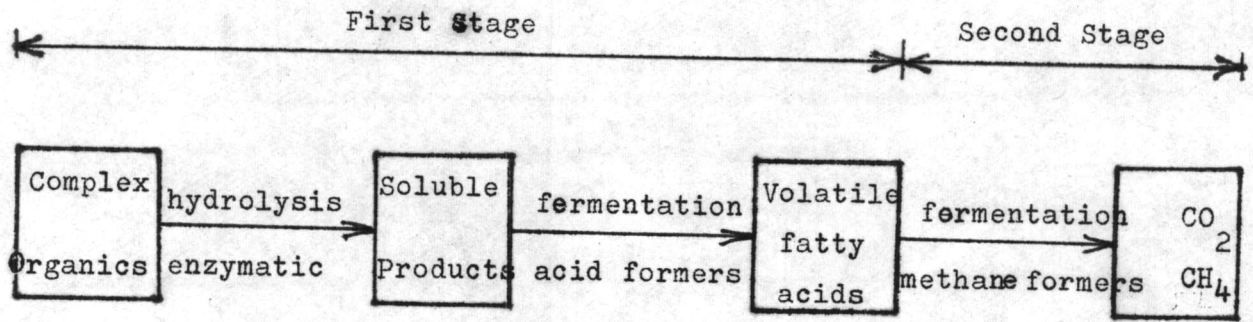 First Stage
Second Stage
Complex
Organics
hydrolysis
enzymatic
Soluble
Products
fermentation
acid formers
Volatile
fatty
acids
fermentation
methane formers
CO2
CH4